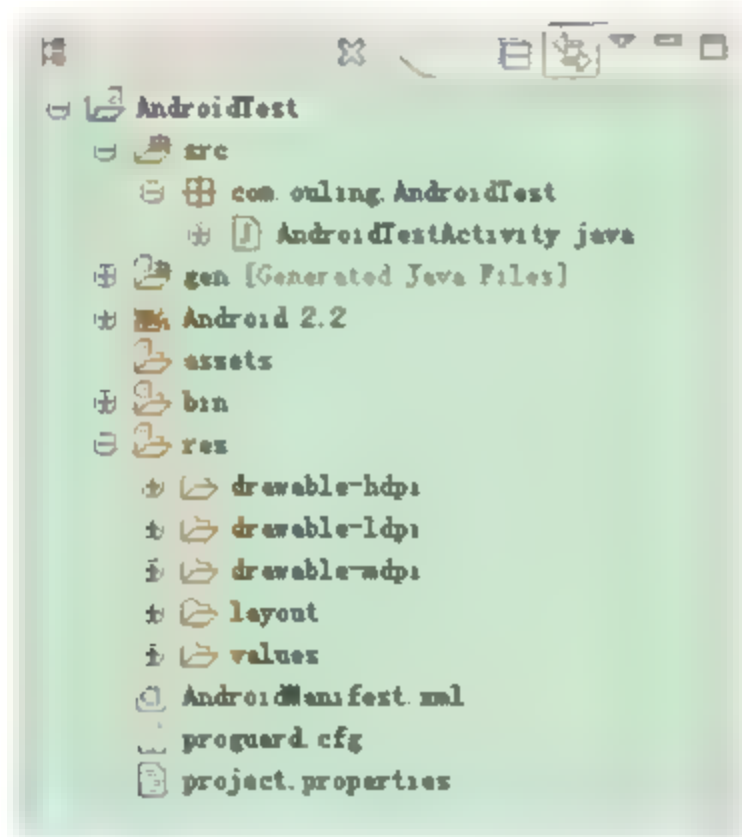 AndroidTest
src
com.ouling.AndroidTest
AndroidTestActivity.java
gen [Generated Java Files]
Android 2.2
assets
bin
res
drawable-hdpi
drawable-ldpi
drawable-mdpi
layout
values
AndroidManifest.xml
proguard.cfg
project.properties